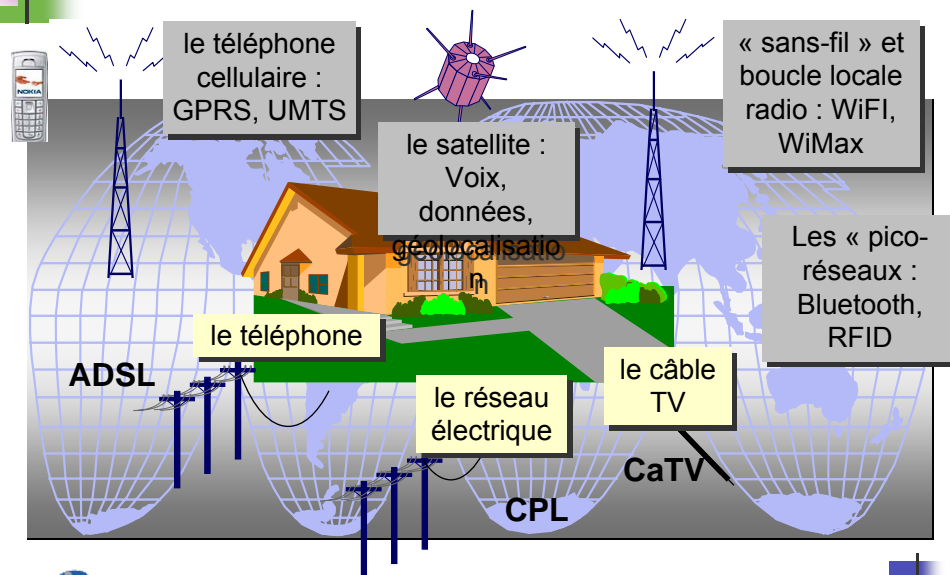 le téléphone
cellulaire :
GPRS, UMTS
« sans-fil » et
boucle locale
radio : WiFI,
WiMax
NOKIA
le satellite :
Voix,
données,
géolocalisatio
n
Les « pico-
réseaux :
Bluetooth,
RFID
le téléphone
ADSL
le câble
TV
le réseau
électrique
CaTV
CPL